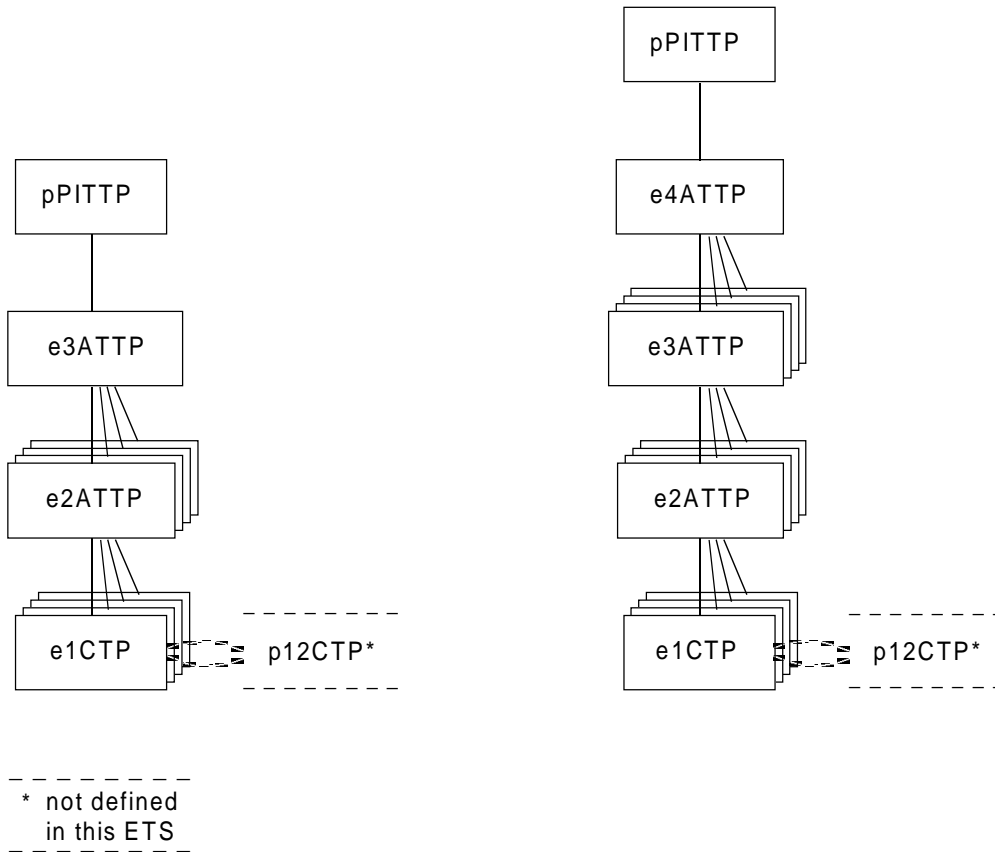 pPITTP
e3ATTP
e2ATTP
e1CTP
p12CTP*
pPITTP
e4ATTP
e3ATTP
e2ATTP
e1CTP
p12CTP*
* not defined
in this ETS